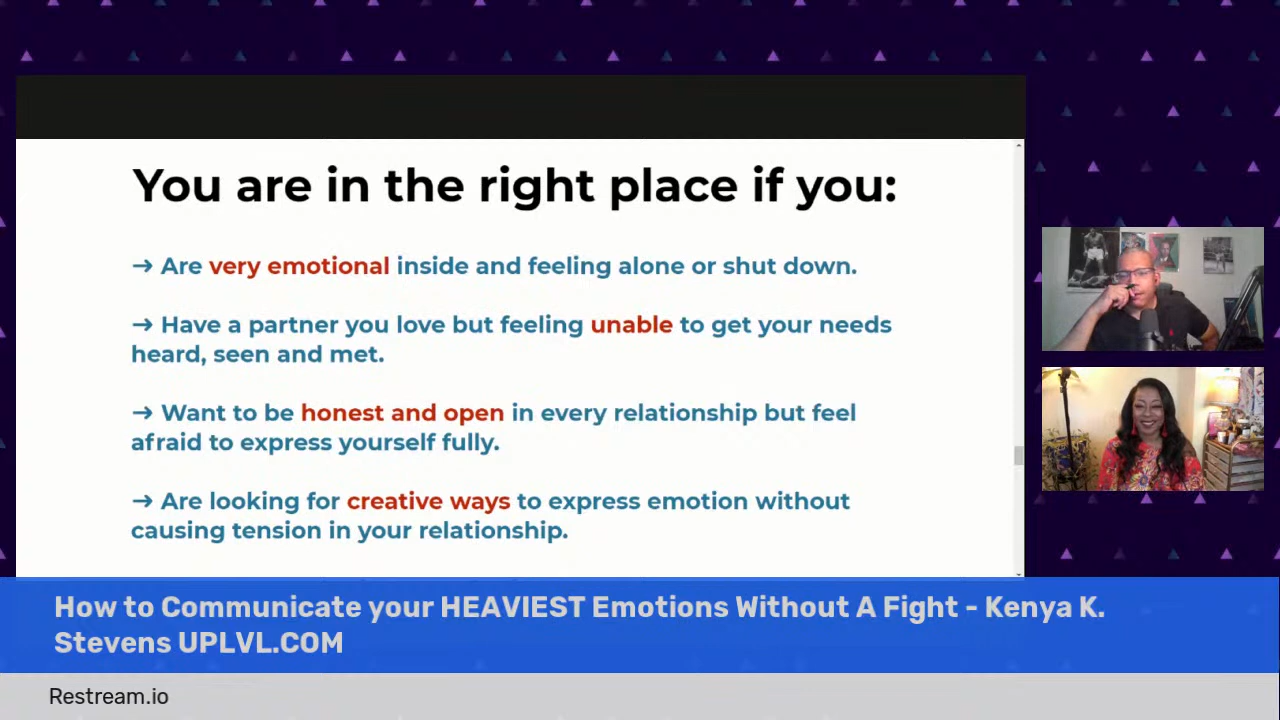 You are in the right place if you:
→ Are very emotional inside and feeling alone or shut down.
→ Have a partner you love but feeling unable to get your needs
heard, seen and met.
→ Want to be honest and open in every relationship but feel
afraid to express yourself fully.
→ Are looking for creative ways to express emotion without
causing tension in your relationship.
How to Communicate your HEAVIEST Emotions Without A Fight - Kenya K.
Stevens UPLVL.COM
Restream.io